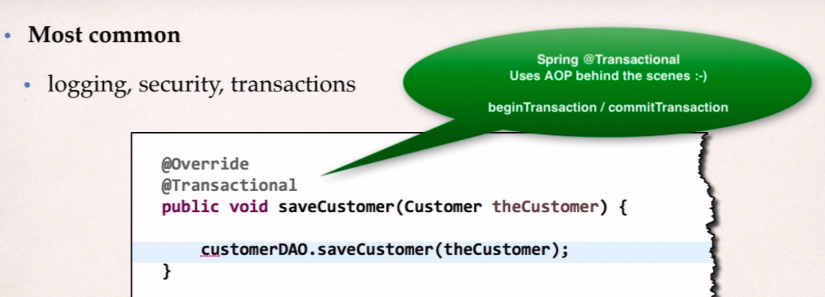 • Most common
• logging, security, transactions
Spring @Transactional
Uses AOP behind the scenes :-)
beginTransaction / commitTransaction
@Override
@Transactional
public void saveCustomer(Customer theCustomer) {
customerDAO.saveCustomer(theCustomer);
}